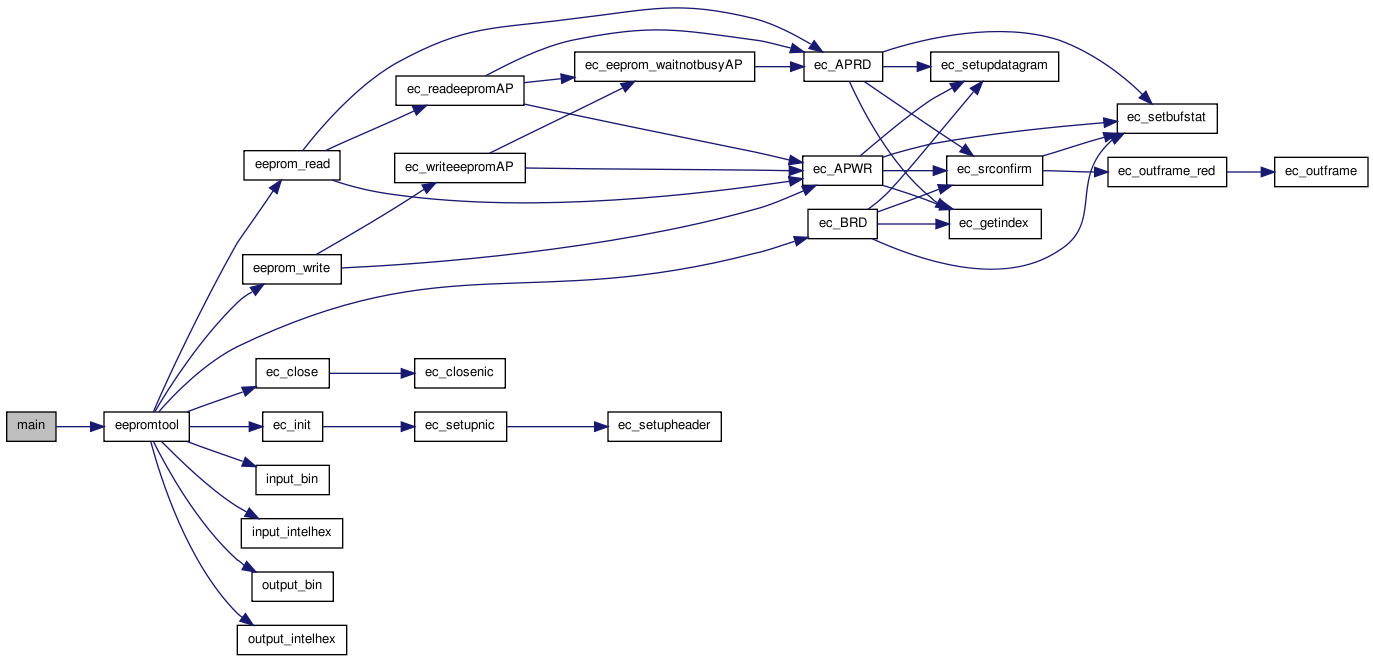 main
eepromtool
eeprom_read
eeprom_write
ec_close
ec_init
input_bin
input_intelhex
output_bin
output_intelhex
ec_readeepromAP
ec_writeeepromAP
ec_closenic
ec_setupnic
ec_eeprom_waitnotbusyAP
ec_setupheader
ec_APRD
ec_APWR
ec_BRD
ec_setupdatagram
ec_srconfirm
ec_getindex
ec_setbufstat
ec_outframe_red
ec_outframe